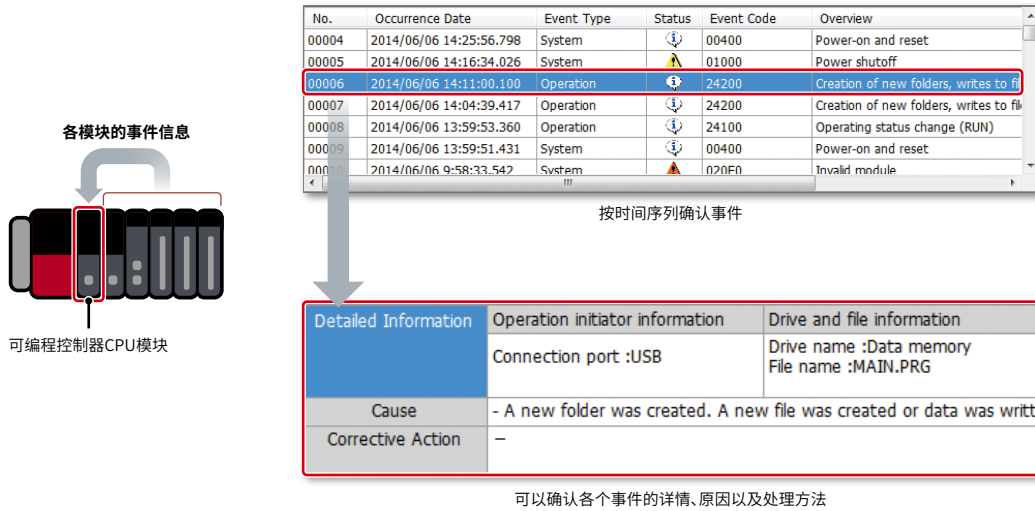 No. Occurrence Date Event Type Status Event Code Overview
00004 2014/06/06 14:25:56.798 System 00400 Power-on and reset
00005 2014/06/06 14:16:34.026 System 01000 Power shutoff
00006 2014/06/06 14:11:00.100 Operation 24200 Creation of new folders, writes to fil
00007 2014/06/06 14:04:39.417 Operation 24200 Creation of new folders, writes to file
00008 2014/06/06 13:59:53.360 Operation 24100 Operating status change (RUN)
00009 2014/06/06 13:59:51.431 System 00400 Power-on and reset
00010 2014/06/06 9:58:33.542 System 020E0 Invalid module
按时间序列确认事件
各模块的事件信息
可编程控制器CPU模块
Detailed Information Operation initiator information Drive and file information
Connection port :USB
Drive name :Data memory
File name :MAIN.PRG
Cause - A new folder was created. A new file was created or data was writt
Corrective Action –
可以确认各个事件的详情、原因以及处理方法